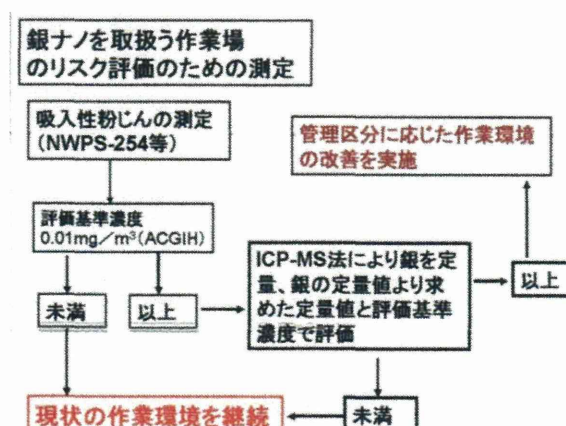 銀ナノを取扱う作業場
のリスク評価のための測定
吸入性粉じんの測定
(NWPS-254等)
管理区分に応じた作業環境
の改善を実施
評価基準濃度
0.01mg/m³(ACGIH)
ICP-MS法により銀を定
量、銀の定量値より求
めた定量値と評価基準
濃度で評価
以上
未満
以上
現状の作業環境を継続
未満